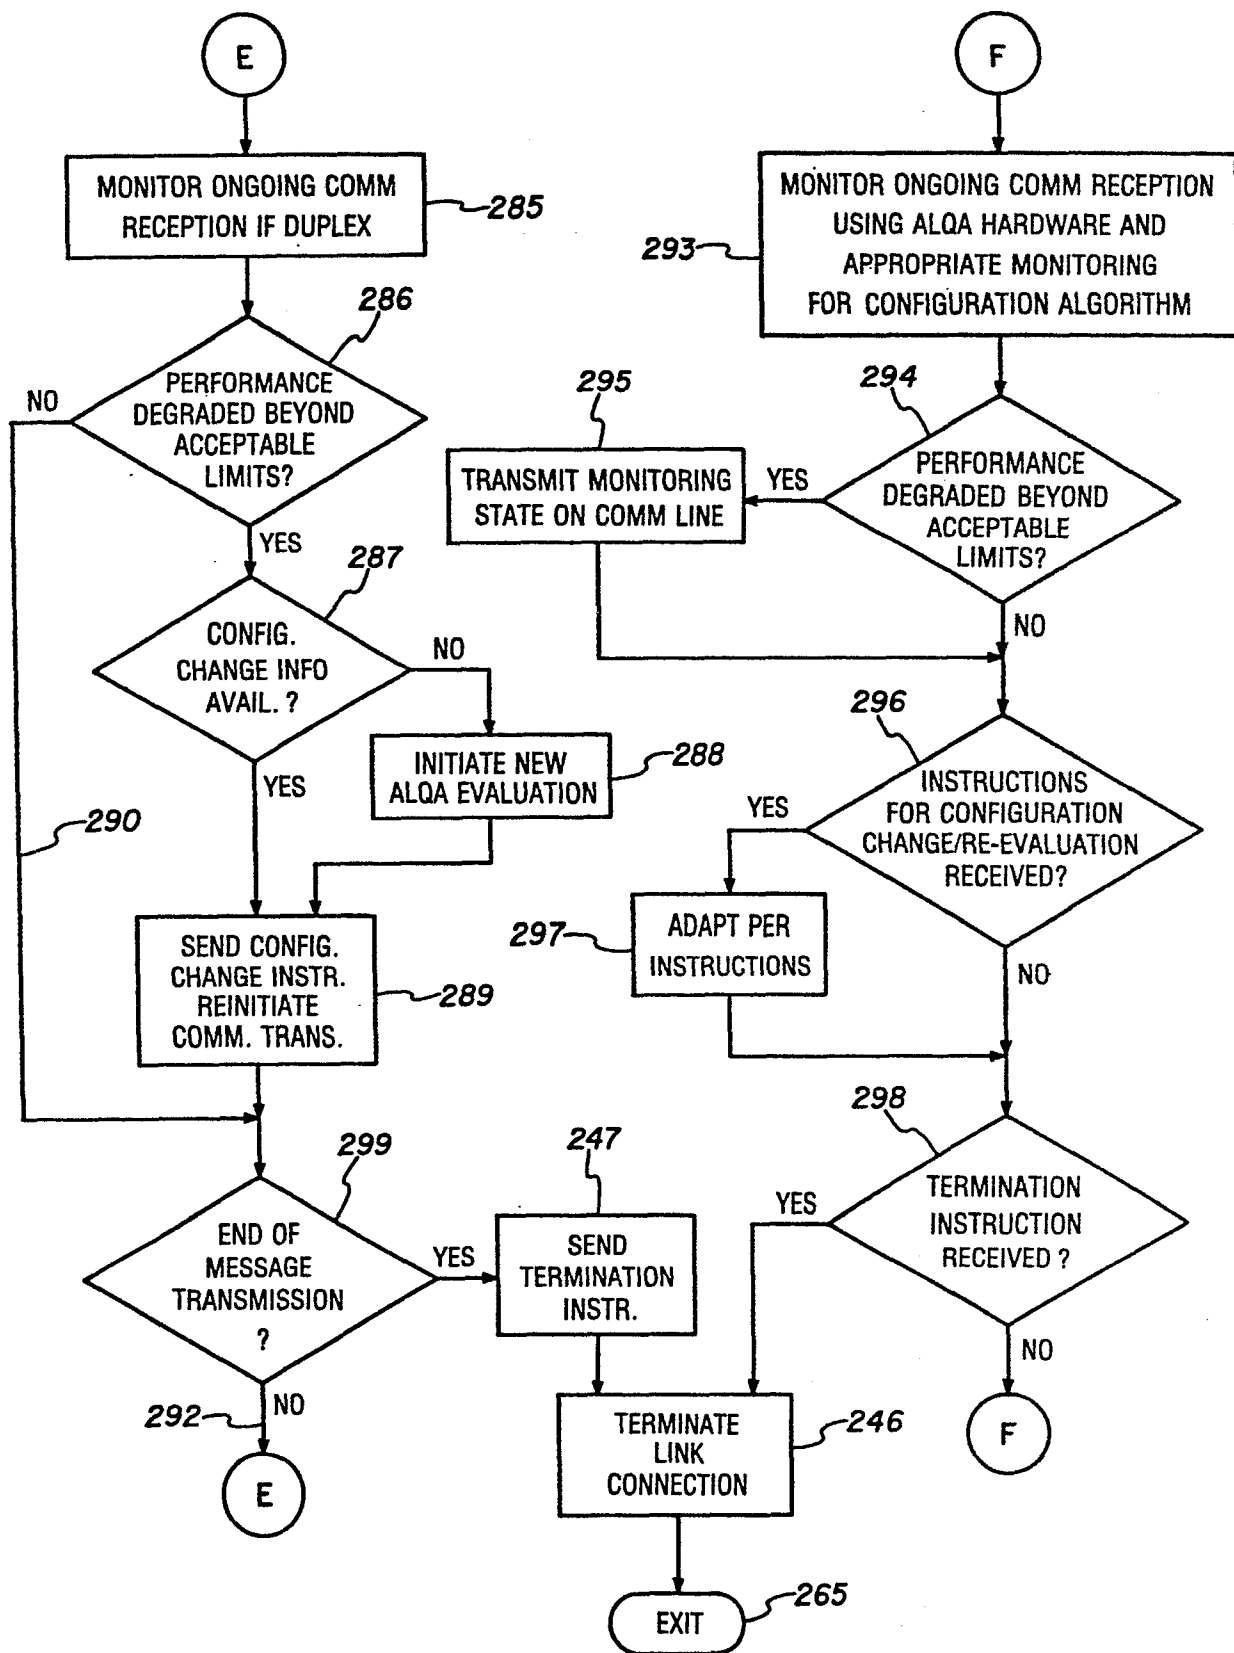 E
MONITOR ONGOING COMM
RECEPTION IF DUPLEX
285
286
PERFORMANCE
DEGRADED BEYOND
ACCEPTABLE
LIMITS?
NO
YES
287
CONFIG.
CHANGE INFO
AVAIL. ?
NO
YES
INITIATE NEW
ALQA EVALUATION
288
290
SEND CONFIG.
CHANGE INSTR.
REINITIATE
COMM. TRANS.
289
299
END OF
MESSAGE
TRANSMISSION
?
YES
NO
292
E
247
SEND
TERMINATION
INSTR.
TERMINATE
LINK
CONNECTION
246
EXIT
265
F
MONITOR ONGOING COMM RECEPTION
USING ALQA HARDWARE AND
APPROPRIATE MONITORING
FOR CONFIGURATION ALGORITHM
293
294
PERFORMANCE
DEGRADED BEYOND
ACCEPTABLE
LIMITS?
YES
NO
295
TRANSMIT MONITORING
STATE ON COMM LINE
296
INSTRUCTIONS
FOR CONFIGURATION
CHANGE/RE-EVALUATION
RECEIVED?
YES
NO
297
ADAPT PER
INSTRUCTIONS
298
TERMINATION
INSTRUCTION
RECEIVED ?
YES
NO
F